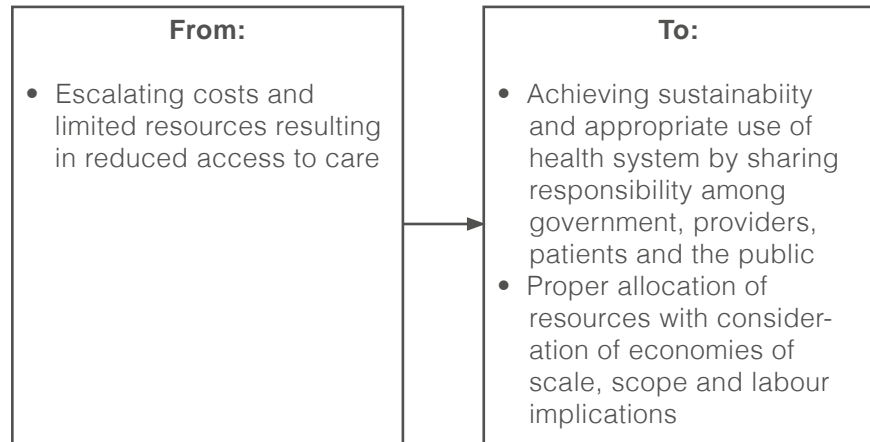 From:
• Escalating costs and
limited resources resulting
in reduced access to care
To:
• Achieving sustainabiity
and appropriate use of
health system by sharing
responsibility among
government, providers,
patients and the public
• Proper allocation of
resources with consider-
ation of economies of
scale, scope and labour
implications